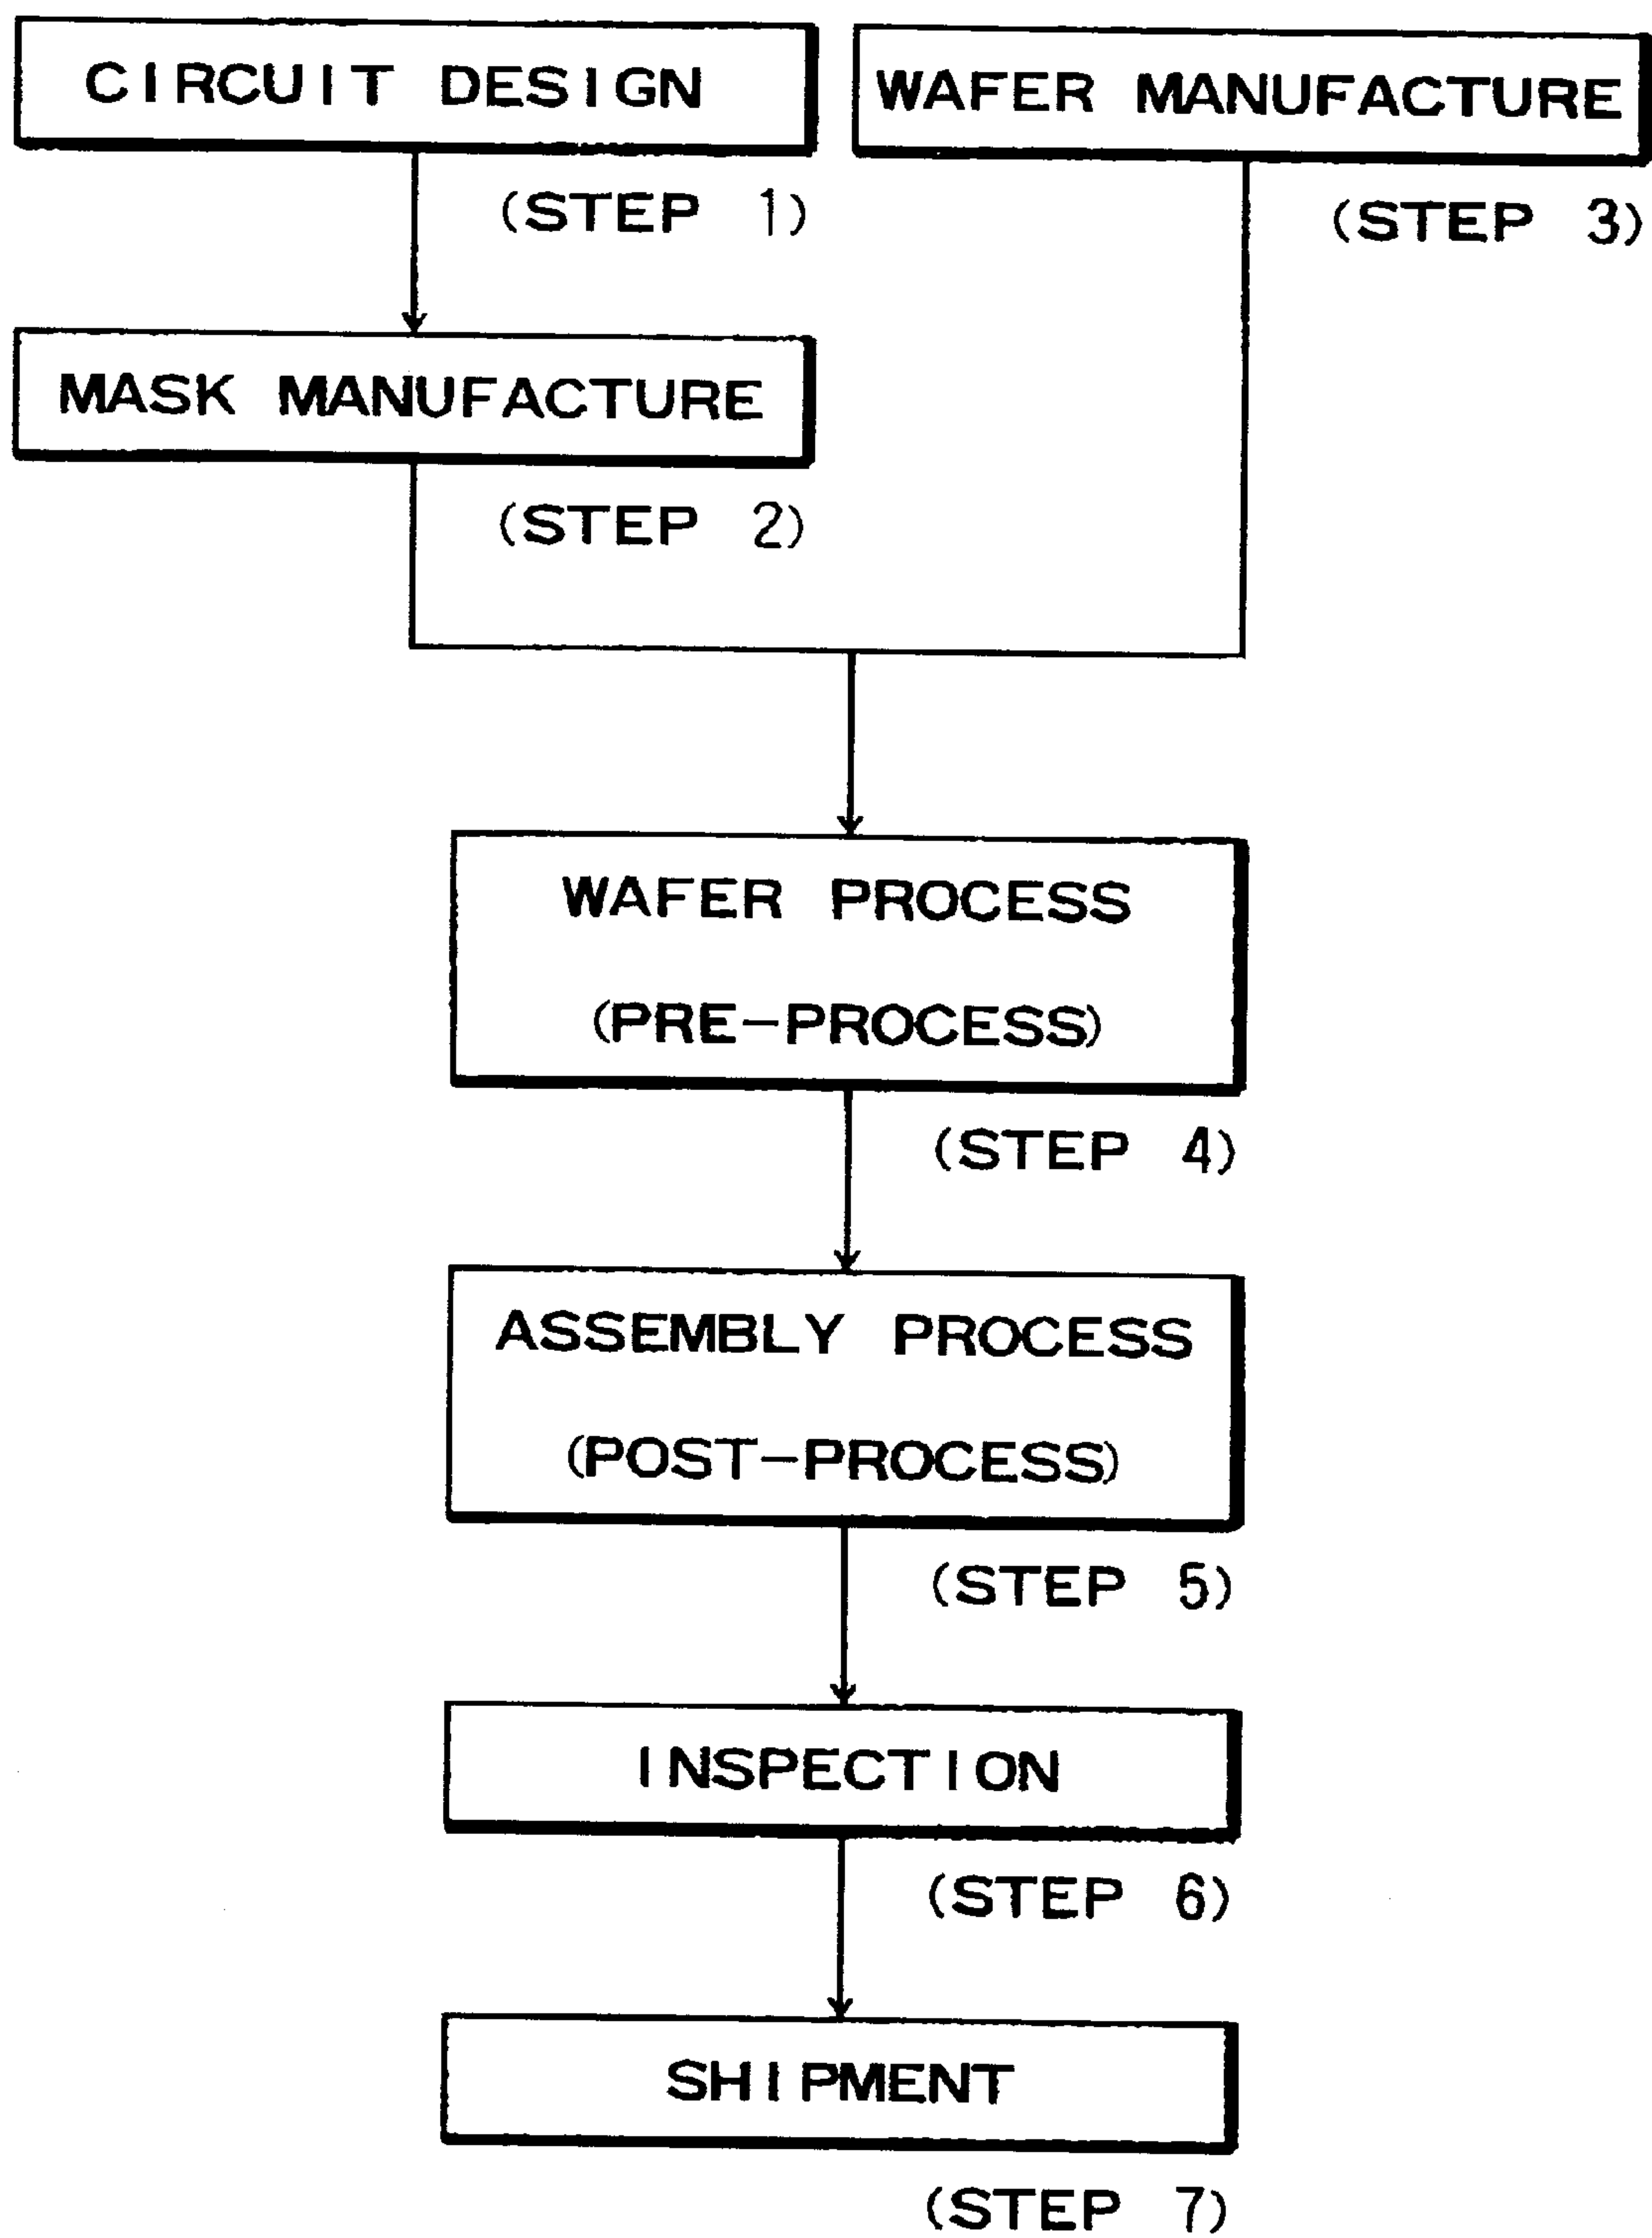 CIRCUIT DESIGN
(STEP 1)
WAFER MANUFACTURE
(STEP 3)
MASK MANUFACTURE
(STEP 2)
WAFER PROCESS
(PRE-PROCESS)
(STEP 4)
ASSEMBLY PROCESS
(POST-PROCESS)
(STEP 5)
INSPECTION
(STEP 6)
SHIPMENT
(STEP 7)